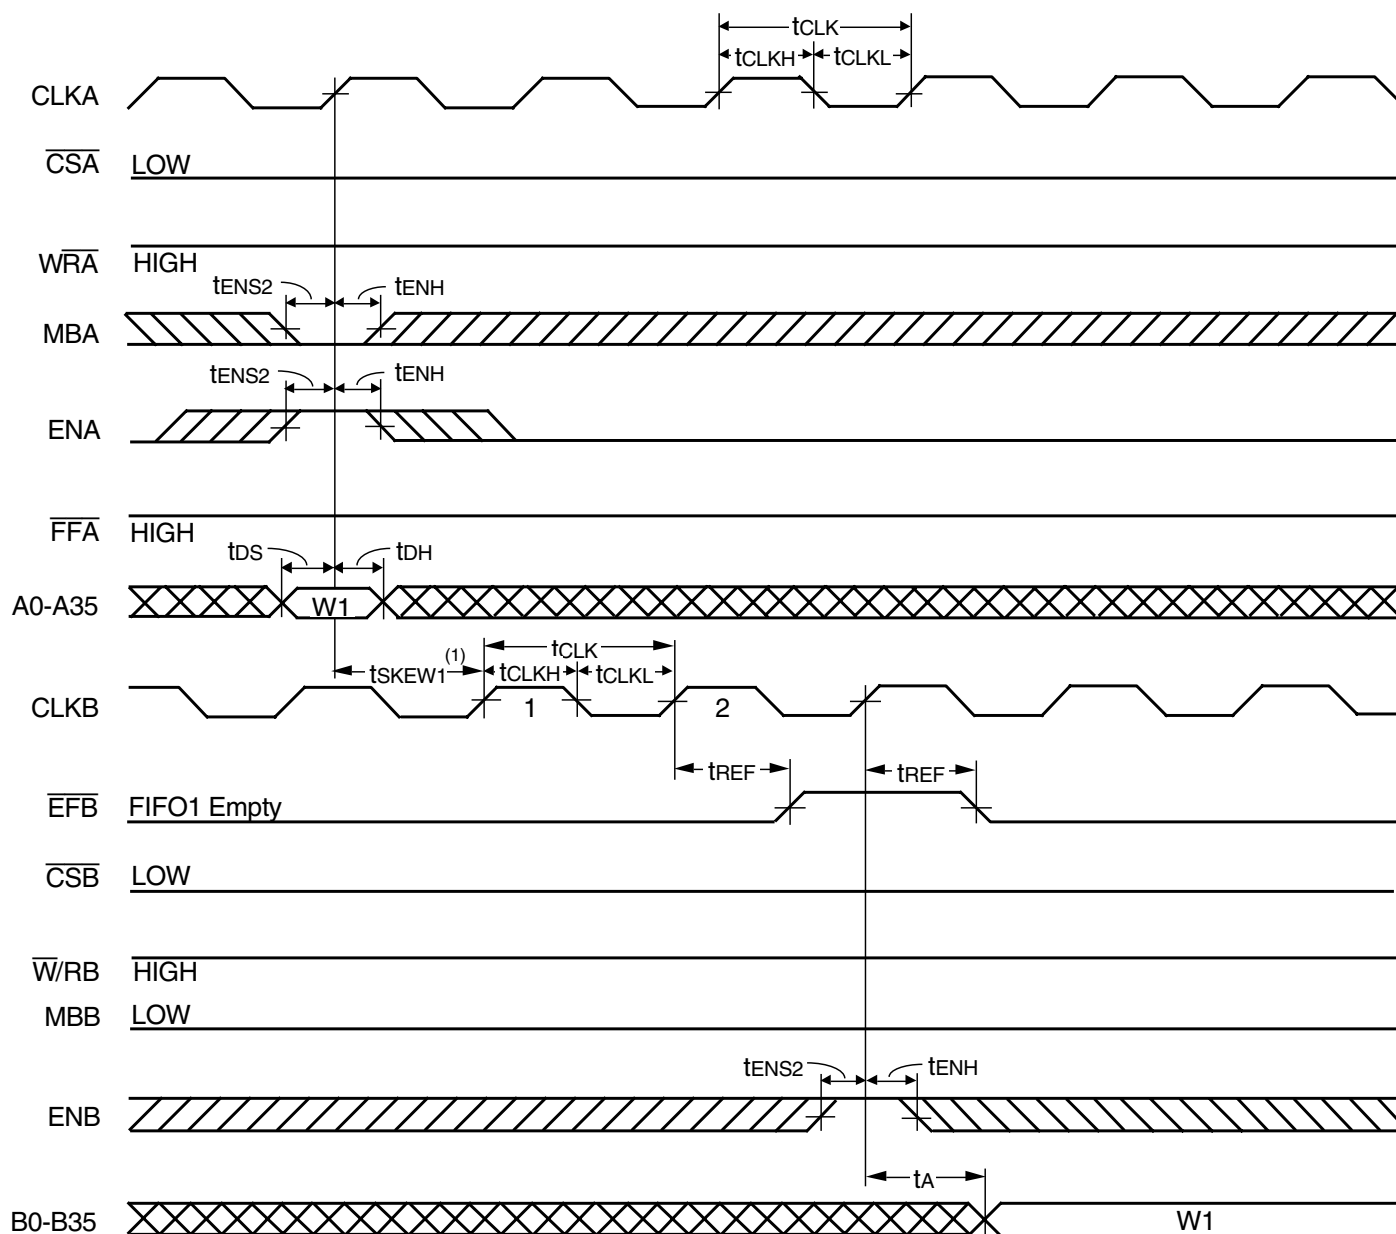 tCLK
tCLKH tCLKL
CLKA
CSA LOW
WRA HIGH
tENS2 tENH
MBA
tENS2 tENH
ENA
FFA HIGH
tDS tDH
A0-A35 W1
tCLK
tSKEW1(1) tCLKH tCLKL
CLKB 1 2
tREF tREF
EFB FIFO1 Empty
CSB LOW
W/RB HIGH
MBB LOW
tENS2 tENH
ENB
tA
B0-B35 W1